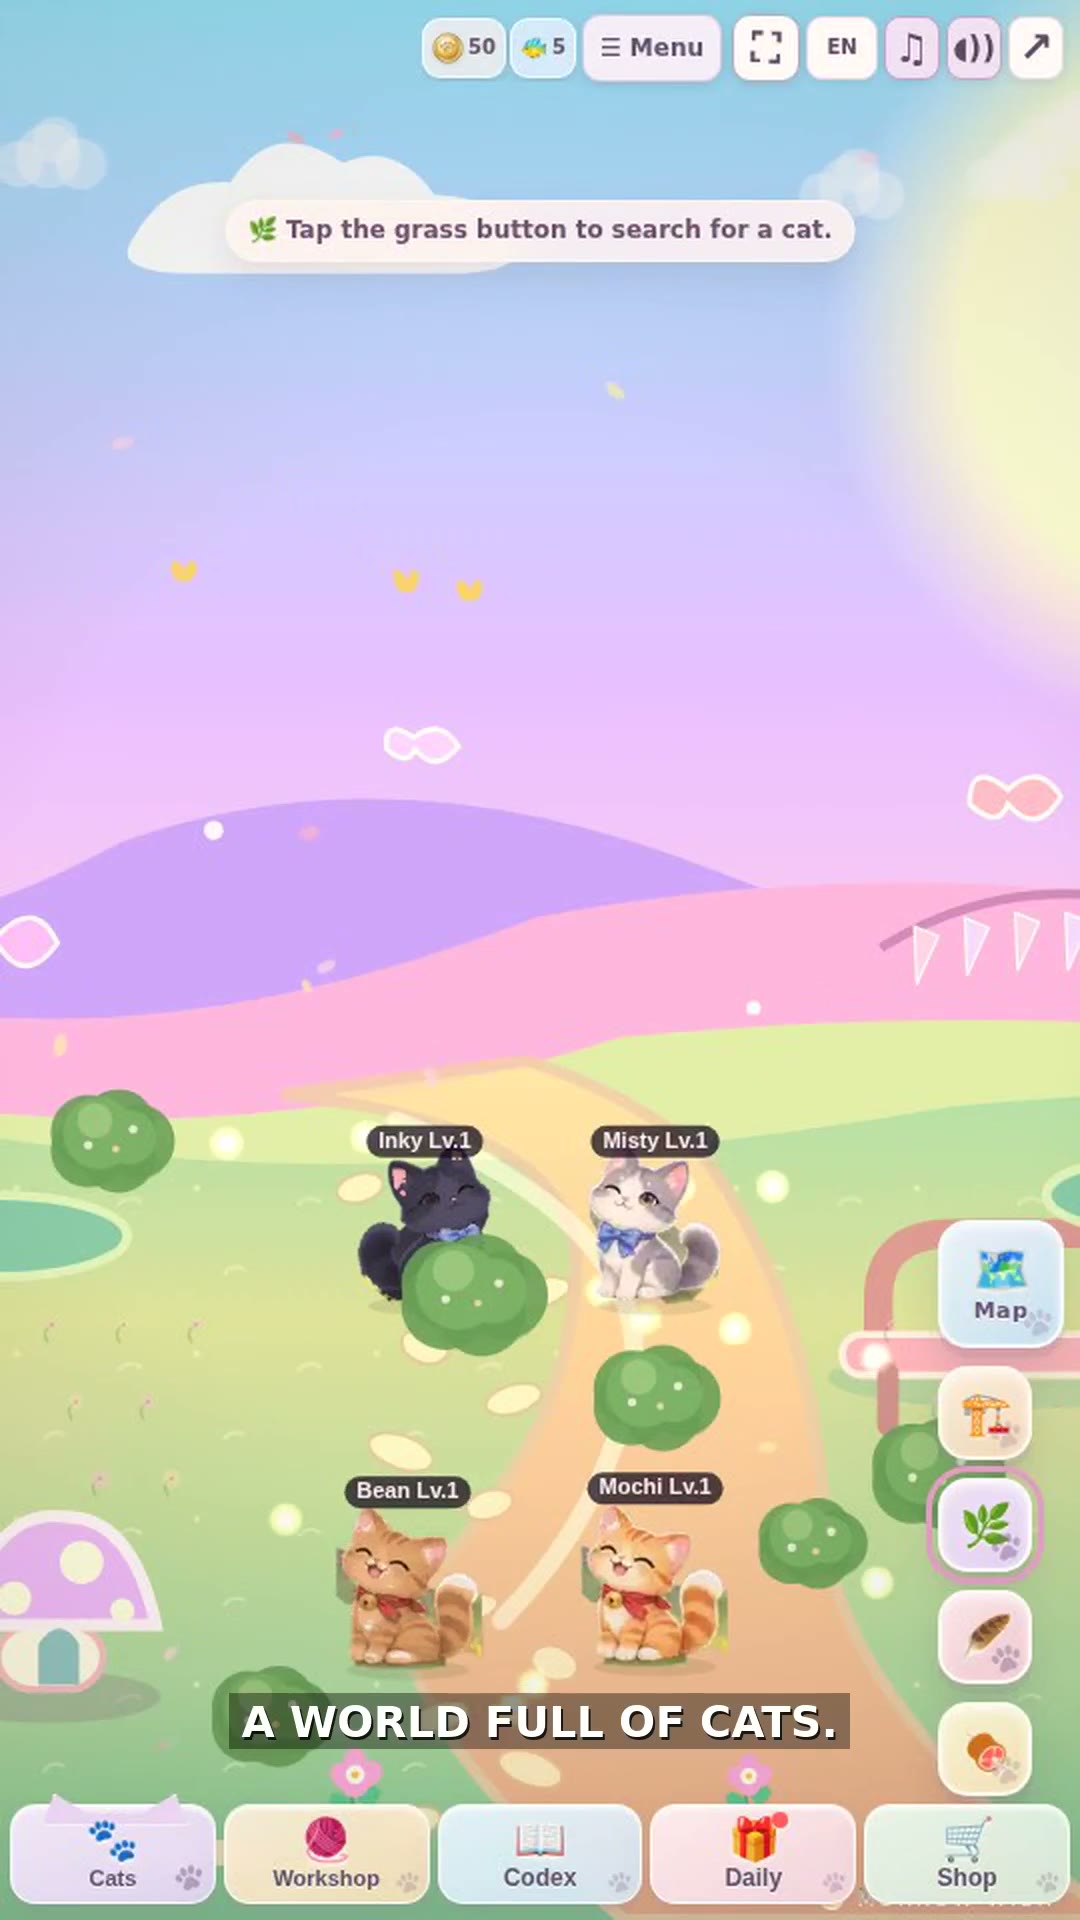 50
5
☰ Menu
EN
Tap the grass button to search for a cat.
Inky Lv.1
Misty Lv.1
Map
Bean Lv.1
Mochi Lv.1
A WORLD FULL OF CATS.
Cats
Workshop
Codex
Daily
Shop